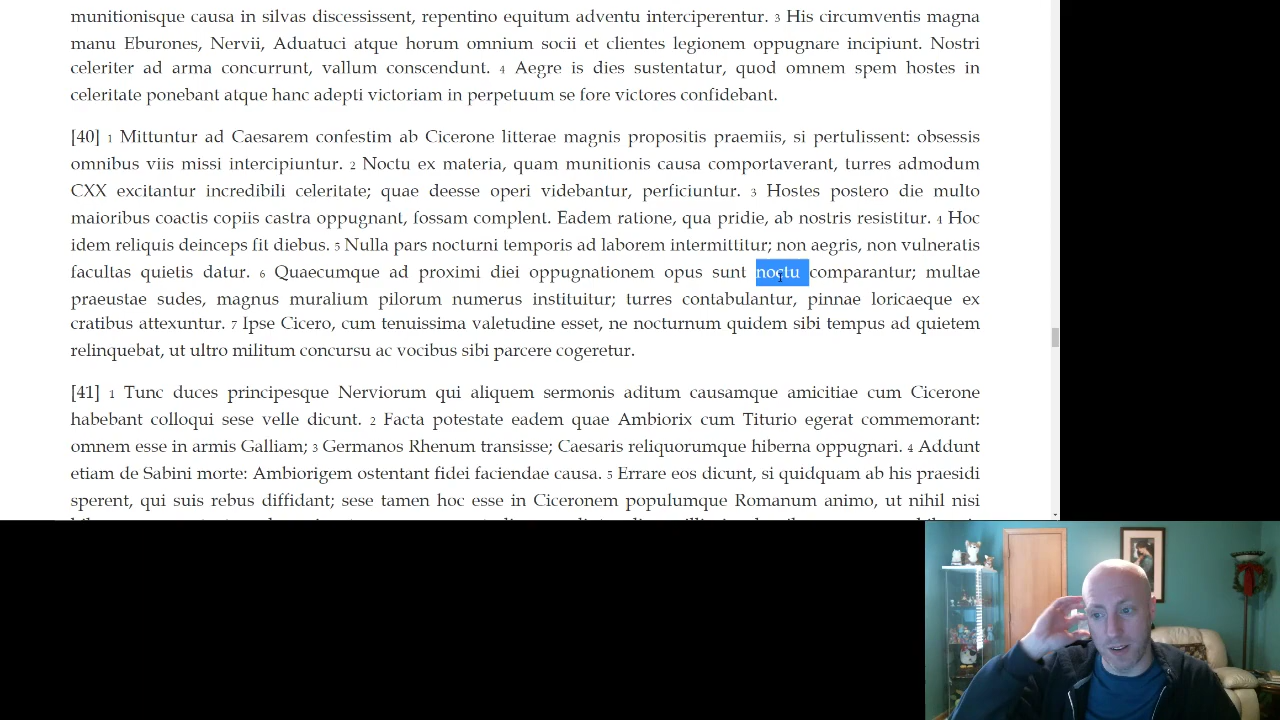 munitionisque causa in silvas discessissent, repentino equitum adventu interciperentur. 3 His circumventis magna
manu Eburones, Nervii, Aduatuci atque horum omnium socii et clientes legionem oppugnare incipiunt. Nostri
celeriter ad arma concurrunt, vallum conscendunt. 4 Aegre is dies sustentatur, quod omnem spem hostes in
celeritate ponebant atque hanc adepti victoriam in perpetuum se fore victores confidebant.
[40] 1 Mittuntur ad Caesarem confestim ab Cicerone litterae magnis propositis praemiis, si pertulissent: obsessis
omnibus viis missi intercipiuntur. 2 Noctu ex materia, quam munitionis causa comportaverant, turres admodum
CXX excitantur incredibili celeritate; quae deesse operi videbantur, perficiuntur. 3 Hostes postero die multo
maioribus coactis copiis castra oppugnant, fossam complent. Eadem ratione, qua pridie, ab nostris resistitur. 4 Hoc
idem reliquis deinceps fit diebus. 5 Nulla pars nocturni temporis ad laborem intermittitur; non aegris, non vulneratis
facultas quietis datur. 6 Quaecumque ad proximi diei oppugnationem opus sunt noctu comparantur; multae
praeustae sudes, magnus muralium pilorum numerus instituitur; turres contabulantur, pinnae loricaeque ex
cratibus attexuntur. 7 Ipse Cicero, cum tenuissima valetudine esset, ne nocturnum quidem sibi tempus ad quietem
relinquebat, ut ultro militum concursu ac vocibus sibi parcere cogeretur.
[41] 1 Tunc duces principesque Nerviorum qui aliquem sermonis aditum causamque amicitiae cum Cicerone
habebant colloqui sese velle dicunt. 2 Facta potestate eadem quae Ambiorix cum Titurio egerat commemorant:
omnem esse in armis Galliam; 3 Germanos Rhenum transisse; Caesaris reliquorumque hiberna oppugnari. 4 Addunt
etiam de Sabini morte: Ambiorigem ostentant fidei faciendae causa. 5 Errare eos dicunt, si quidquam ab his praesidi
sperent, qui suis rebus diffidant; sese tamen hoc esse in Ciceronem populumque Romanum animo, ut nihil nisi